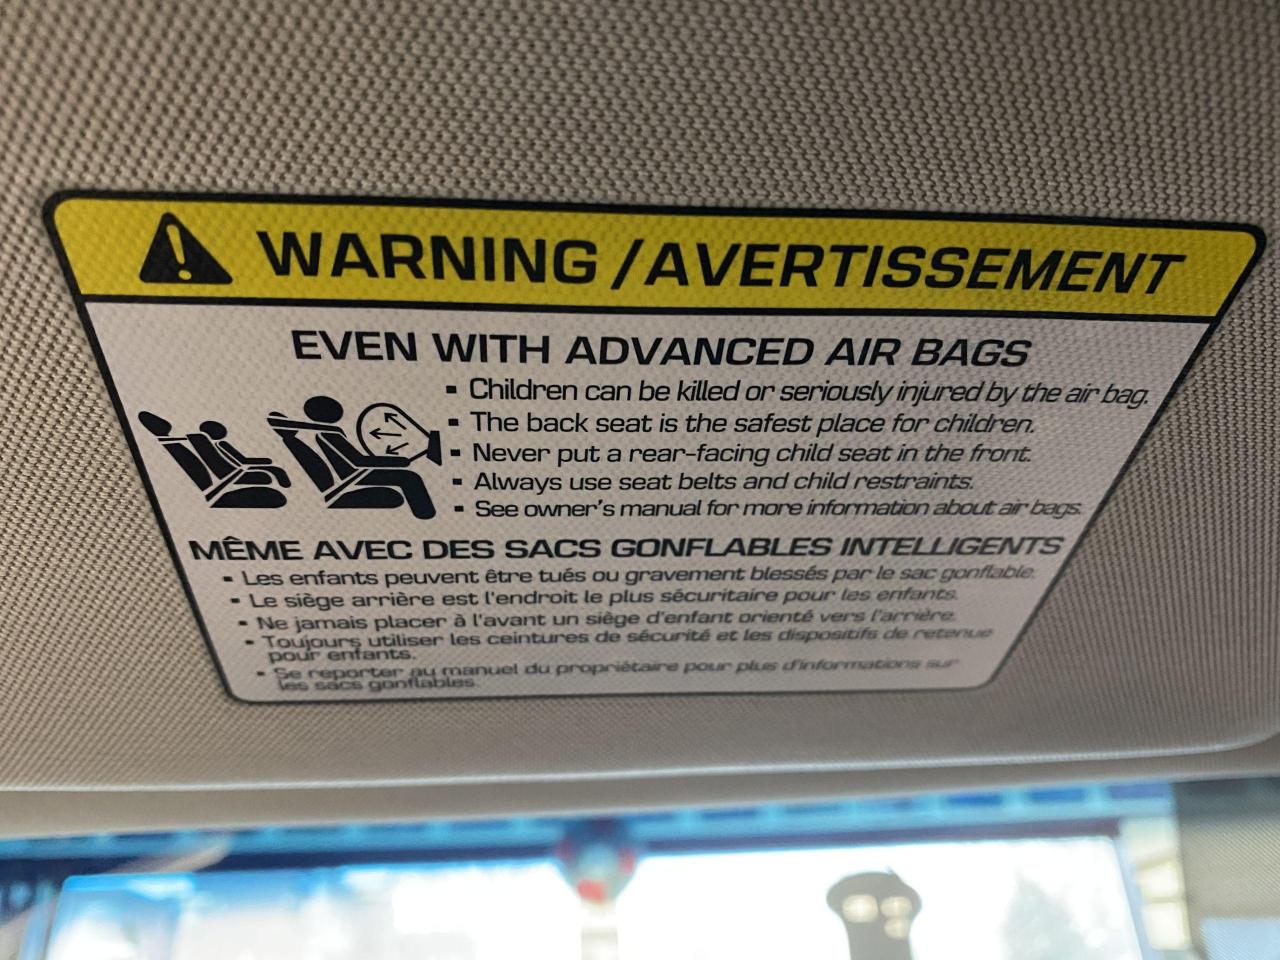 WARNING / AVERTISSEMENT
EVEN WITH ADVANCED AIR BAGS
▪ Children can be killed or seriously injured by the air bag.
▪ The back seat is the safest place for children.
▪ Never put a rear-facing child seat in the front.
▪ Always use seat belts and child restraints.
▪ See owner's manual for more information about air bags.
MÊME AVEC DES SACS GONFLABLES INTELLIGENTS
▪ Les enfants peuvent être tués ou gravement blessés par le sac gonflable.
▪ Le siège arrière est l'endroit le plus sécuritaire pour les enfants.
▪ Ne jamais placer à l'avant un siège d'enfant orienté vers l'arrière.
▪ Toujours utiliser les ceintures de sécurité et les dispositifs de retenue
pour enfants.
▪ Se reporter au manuel du propriétaire pour plus d'informations sur
les sacs gonflables.